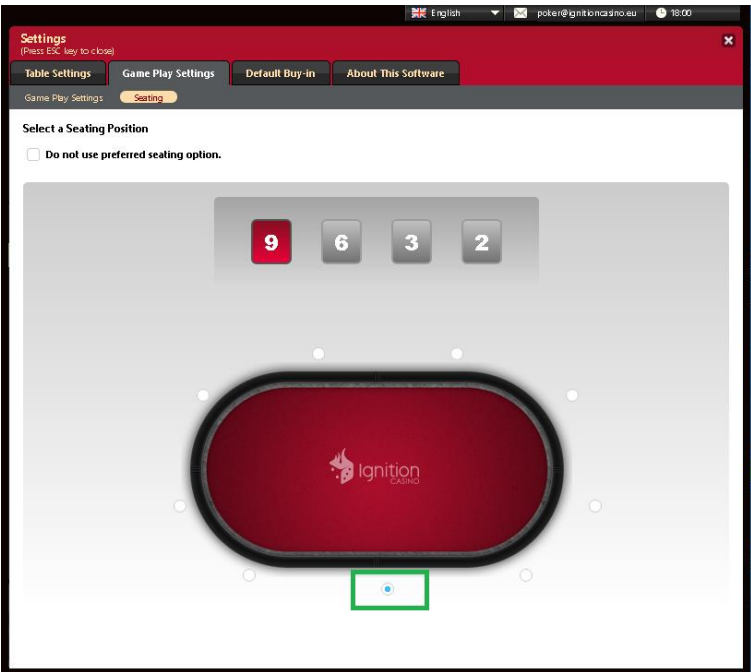 English poker@ignitioncasino.eu 18:00
Settings
(Press ESC key to close)
Table Settings Game Play Settings Default Buy-in About This Software
Game Play Settings Seating
Select a Seating Position
Do not use preferred seating option.
9 6 3 2
Ignition
CASINO